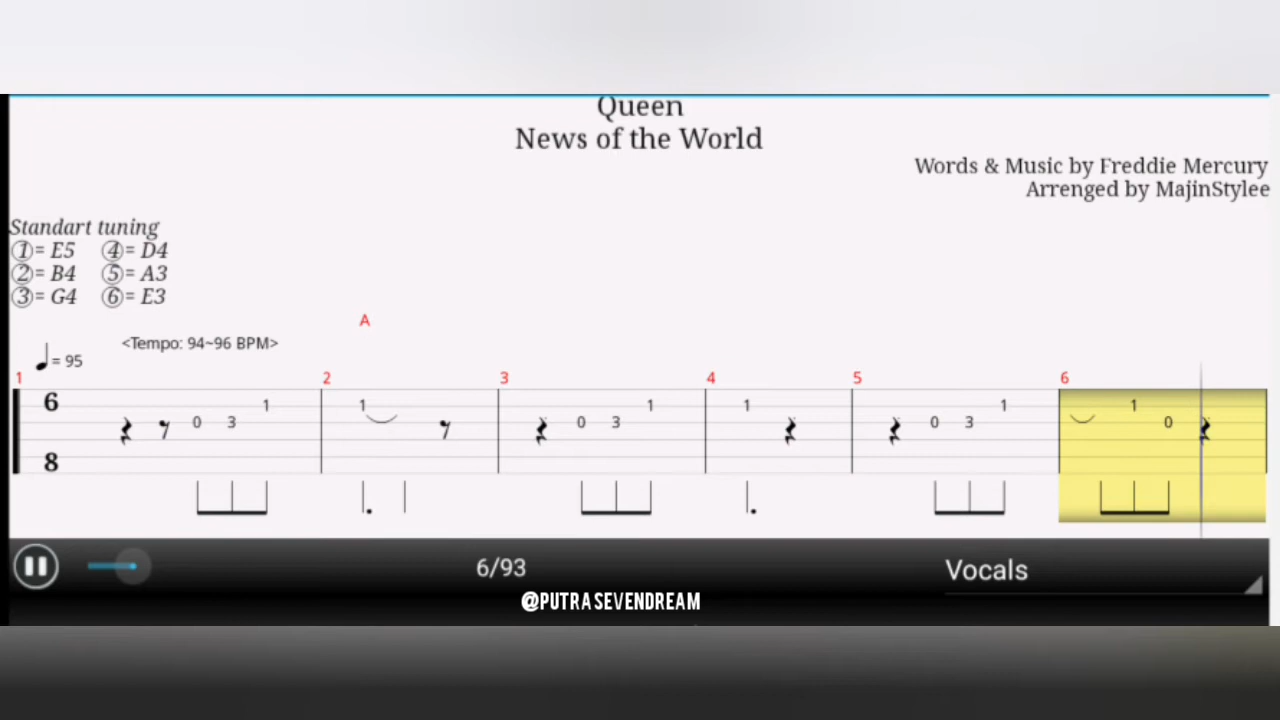 Queen
News of the World
Words & Music by Freddie Mercury
Arranged by MajinStylee
Standart tuning
①= E5 ④= D4
②= B4 ⑤= A3
③= G4 ⑥= E3
A
<Tempo: 94~96 BPM>
= 95
1 2 3 4 5 6
6 1 1 1 1 1 1
0 3 0 3 0 3 0
8
6/93
Vocals
@PUTRASEVENDREAM